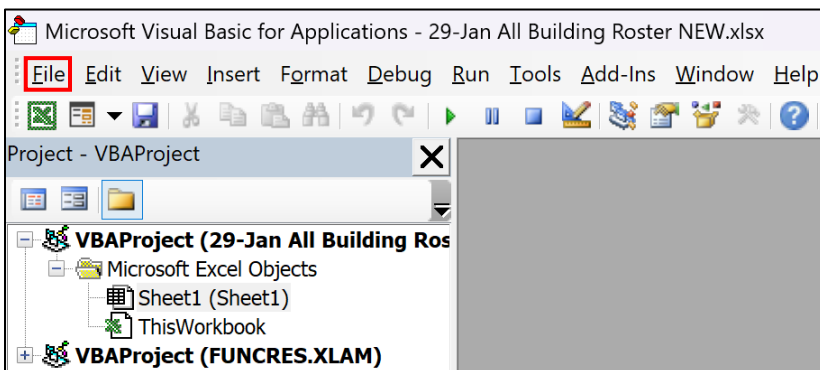 Microsoft Visual Basic for Applications - 29-Jan All Building Roster NEW.xlsx
File Edit View Insert Format Debug Run Tools Add-Ins Window Help
Project - VBAProject
VBAProject (29-Jan All Building Ros
Microsoft Excel Objects
Sheet1 (Sheet1)
ThisWorkbook
VBAProject (FUNCRES.XLAM)